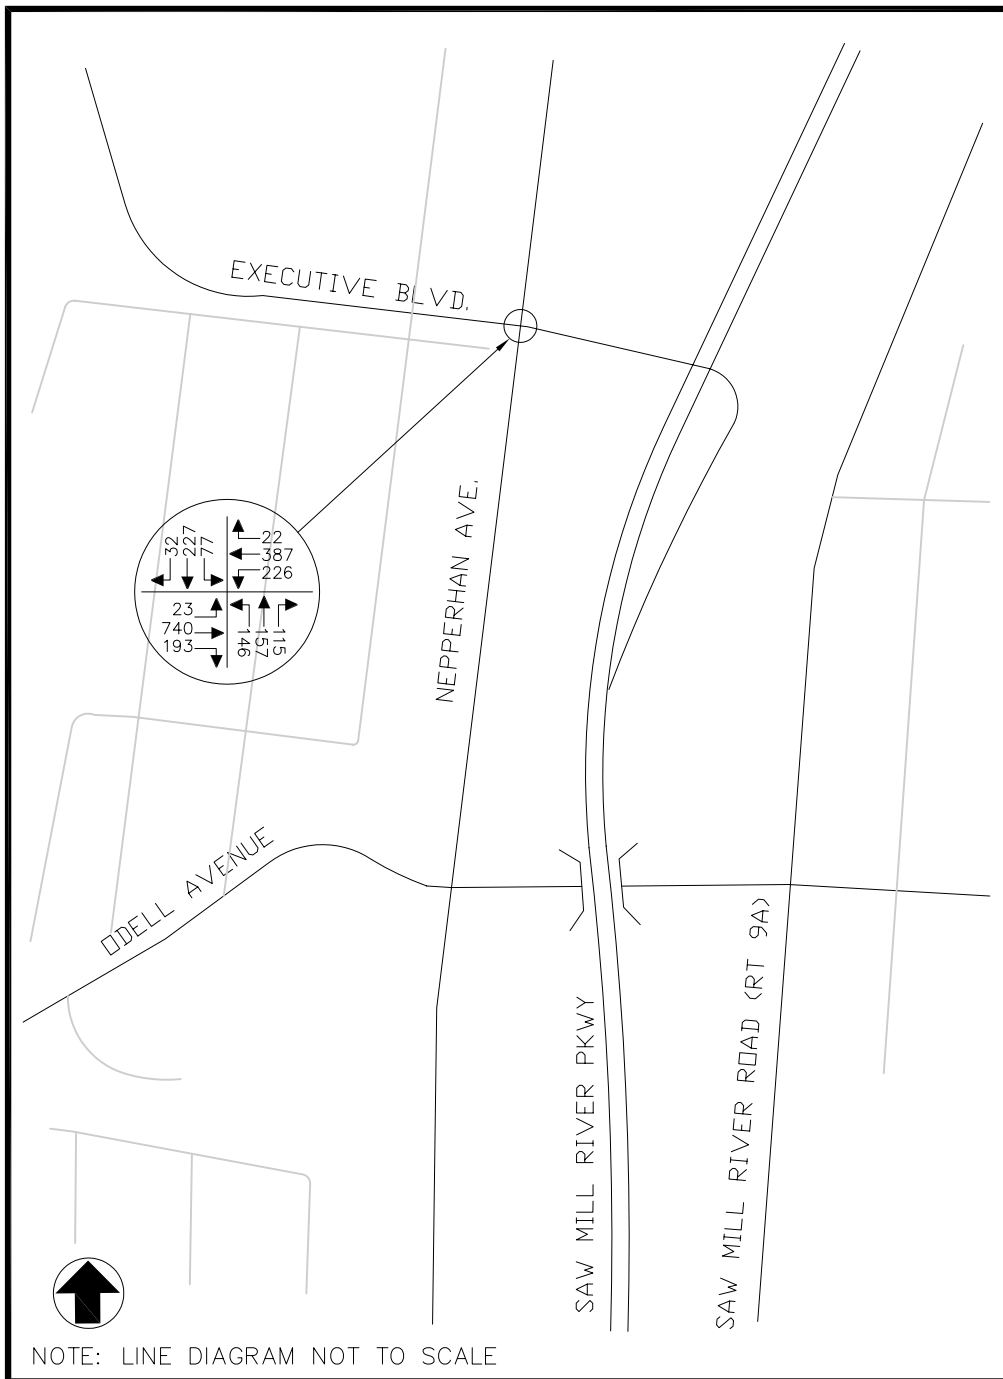 EXECUTIVE BLVD.
NEPPERHAN AVE.
32
227
77
22
387
226
23
740
193
146
157
115
ODELL AVENUE
SAW MILL RIVER PKWY
SAW MILL RIVER ROAD (RT 9A)
NOTE: LINE DIAGRAM NOT TO SCALE